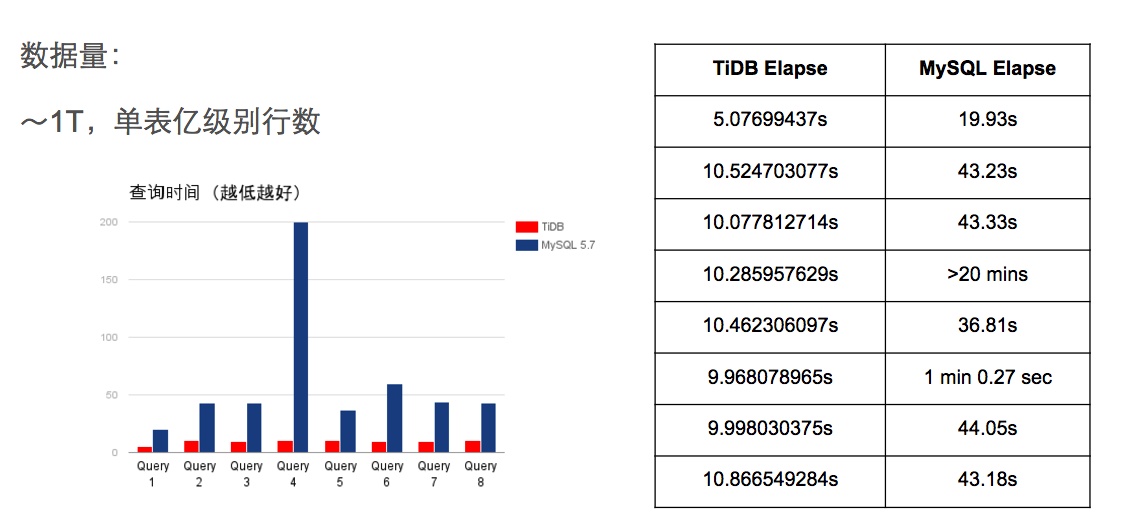 数据量：
～1T，单表亿级别行数
查询时间（越低越好）
200
150
100
50
0
TiDB
MySQL 5.7
Query 1
Query 2
Query 3
Query 4
Query 5
Query 6
Query 7
Query 8
TiDB Elapse MySQL Elapse
5.07699437s 19.93s
10.524703077s 43.23s
10.077812714s 43.33s
10.285957629s >20 mins
10.462306097s 36.81s
9.968078965s 1 min 0.27 sec
9.998030375s 44.05s
10.866549284s 43.18s